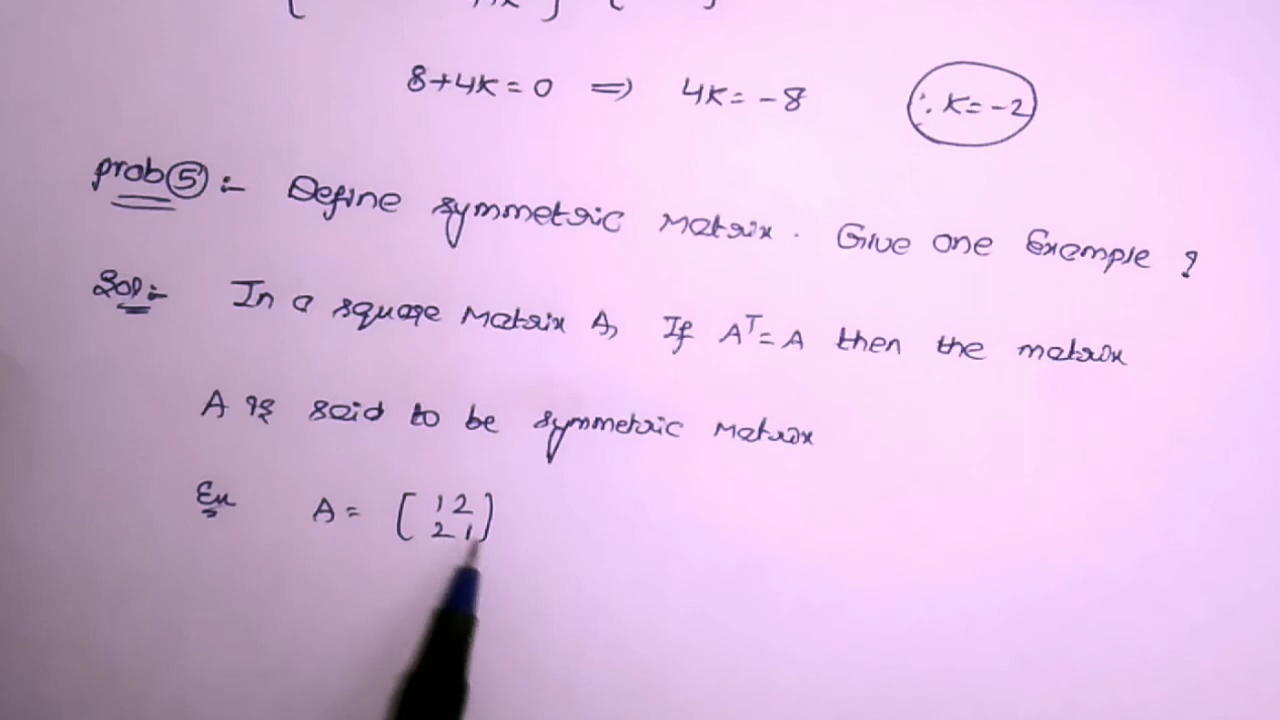 8+4K=0 ⇒ 4K=-8 ∴ K=-2
prob⑤:- Define symmetric Matrix. Give one Example ?
Sol:- In a square Matrix A, If Aᵀ=A then the matrix
A is said to be symmetric Matrix
Ex A = [1 2
2 1]